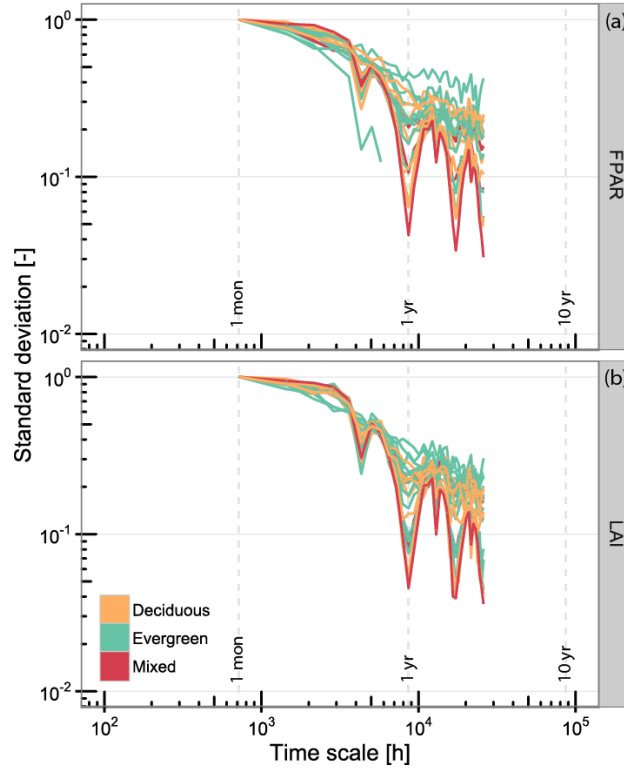 10⁰
(a)
10⁻¹
10⁻²
1 mon
1 yr
10 yr
FPAR
Standard deviation [-]
10⁰
(b)
10⁻¹
10⁻²
Deciduous
Evergreen
Mixed
1 mon
1 yr
10 yr
LAI
10² 10³ 10⁴ 10⁵
Time scale [h]